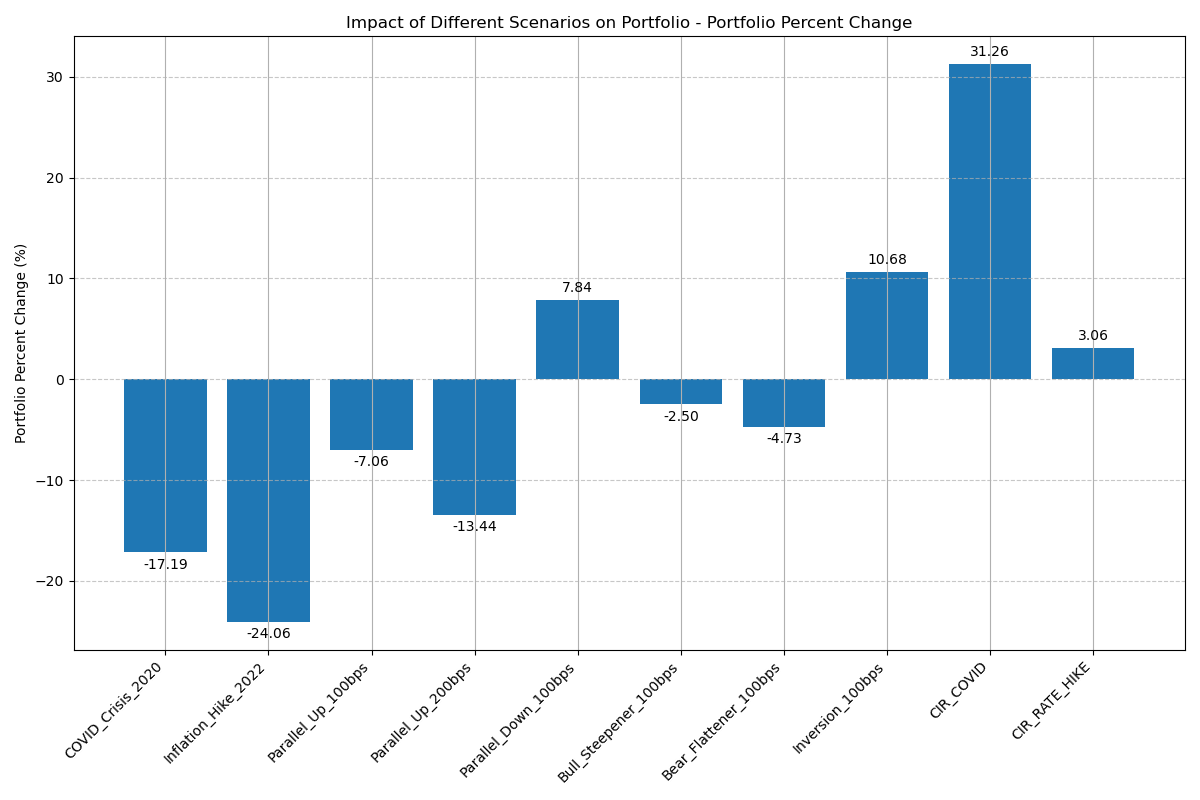 Impact of Different Scenarios on Portfolio - Portfolio Percent Change
Portfolio Percent Change (%)
30
20
10
0
−10
−20
-17.19
-24.06
-7.06
-13.44
7.84
-2.50
-4.73
10.68
31.26
3.06
COVID_Crisis_2020
Inflation_Hike_2022
Parallel_Up_100bps
Parallel_Up_200bps
Parallel_Down_100bps
Bull_Steepener_100bps
Bear_Flattener_100bps
Inversion_100bps
CIR_COVID
CIR_RATE_HIKE